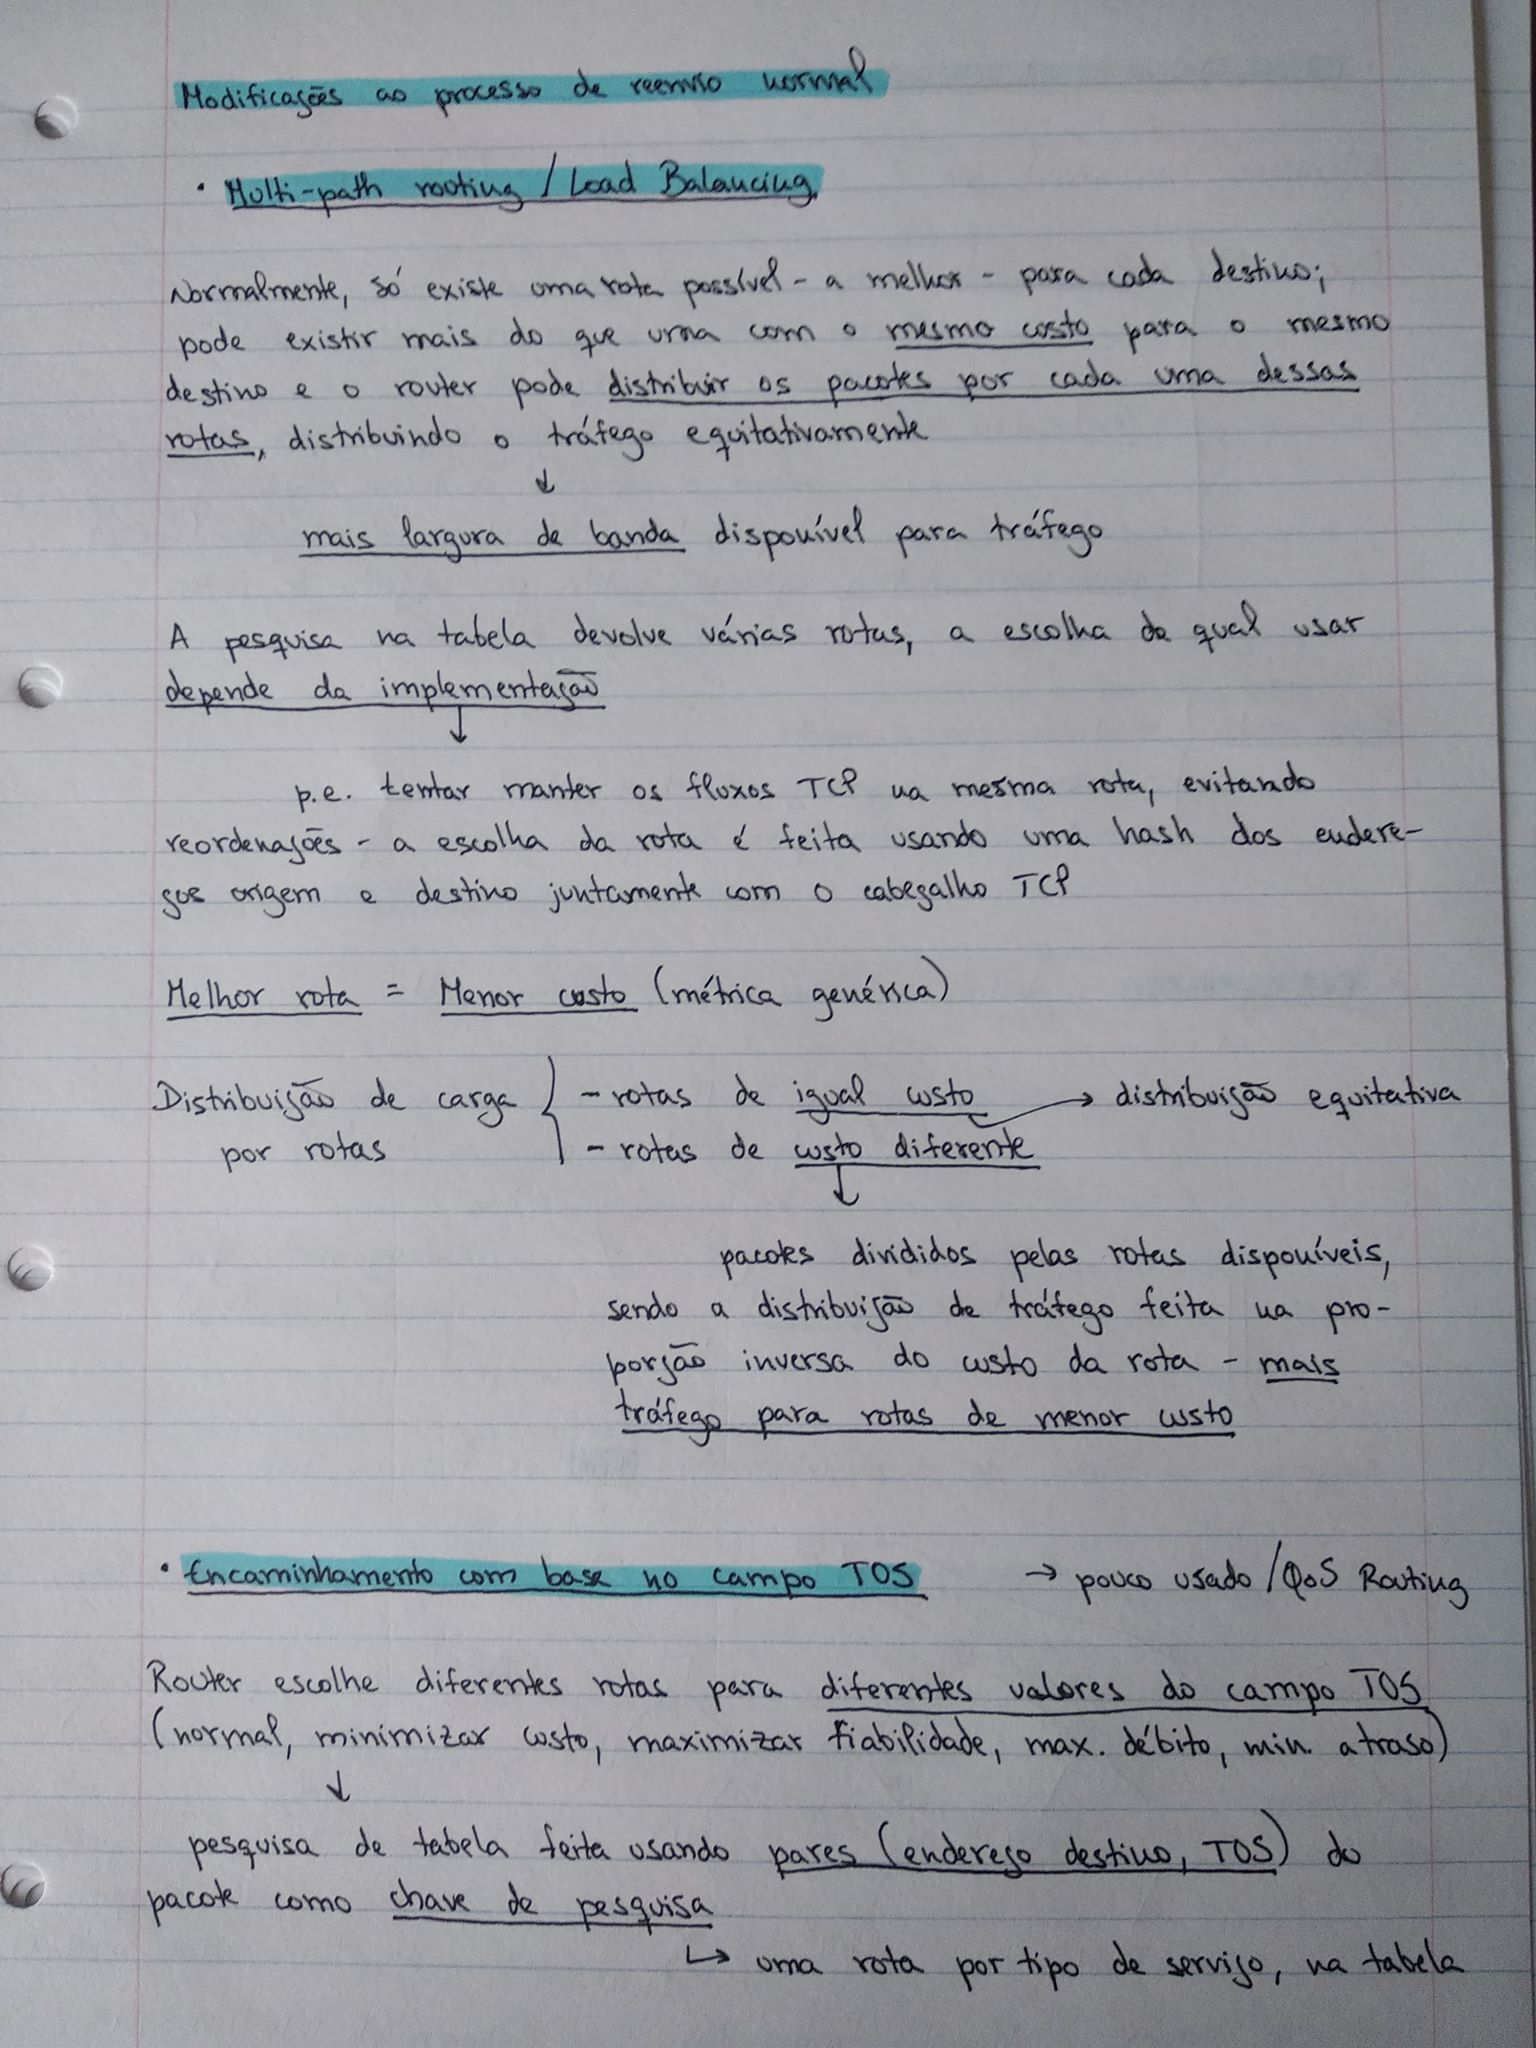 Modificações ao processo de reenvio normal
• Multi-path routing / Load Balancing
Normalmente, só existe uma rota possível - a melhor - para cada destino;
pode existir mais do que uma com o mesmo custo para o mesmo
destino e o router pode distribuir os pacotes por cada uma dessas
rotas, distribuindo o tráfego equitativamente
↓
mais largura de banda disponível para tráfego
A pesquisa na tabela devolve várias rotas, a escolha da qual usar
depende da implementação
↓
p.e. tentar manter os fluxos TCP na mesma rota, evitando
reordenações - a escolha da rota é feita usando uma hash dos endere-
ços origem e destino juntamente com o cabeçalho TCP
Melhor rota = Menor custo (métrica genérica)
Distribuição de carga { - rotas de igual custo → distribuição equitativa
por rotas - rotas de custo diferente
↓
pacotes divididos pelas rotas disponíveis,
sendo a distribuição de tráfego feita na pro-
porção inversa do custo da rota - mais
tráfego para rotas de menor custo
• Encaminhamento com base no campo TOS → pouco usado / QoS Routing
Router escolhe diferentes rotas para diferentes valores do campo TOS
(normal, minimizar custo, maximizar fiabilidade, max. débito, min. atraso)
↓
pesquisa de tabela feita usando pares (endereço destino, TOS) do
pacote como chave de pesquisa
↳ uma rota por tipo de serviço, na tabela